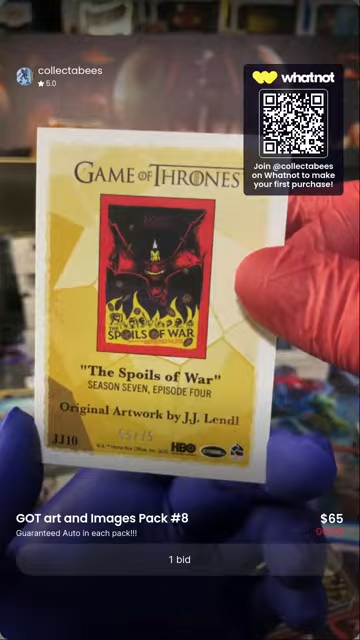 collectabees
★ 5.0
whatnot
Join @collectabees
on Whatnot to make
your first purchase!
GAME OF THRONES
SPOILS OF WAR
"The Spoils of War"
SEASON SEVEN, EPISODE FOUR
Original Artwork by J.J. Lendl
JJ10
HBO
GOT art and Images Pack #8
$65
Guaranteed Auto in each pack!!!
1 bid